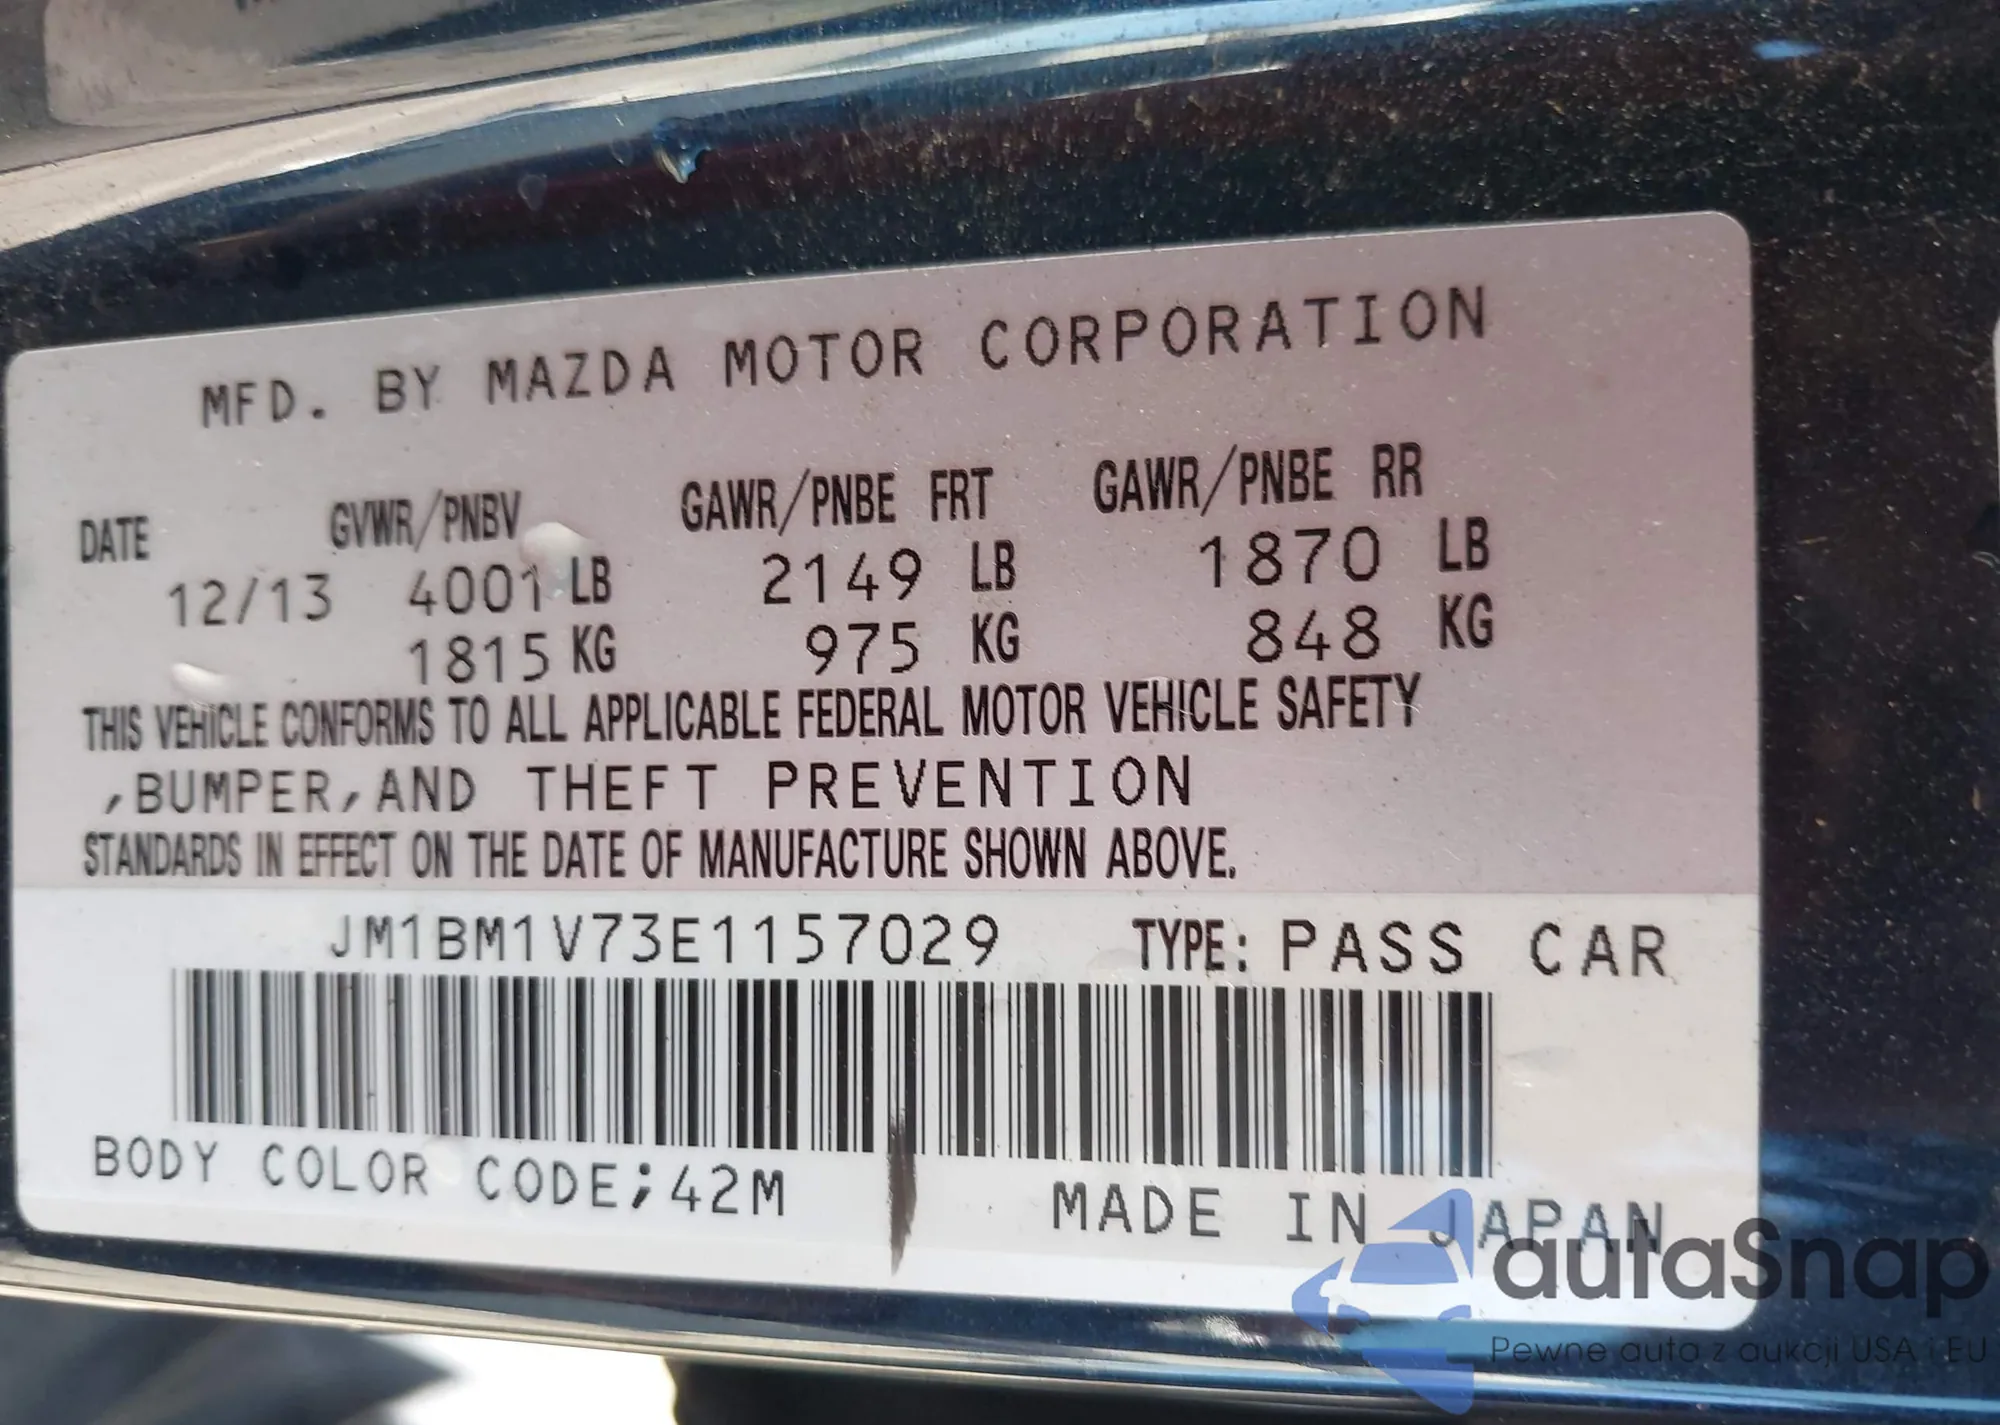 MFD. BY MAZDA MOTOR CORPORATION
DATE GVWR/PNBV GAWR/PNBE FRT GAWR/PNBE RR
12/13 4001 LB 2149 LB 1870 LB
1815 KG 975 KG 848 KG
THIS VEHICLE CONFORMS TO ALL APPLICABLE FEDERAL MOTOR VEHICLE SAFETY
,BUMPER,AND THEFT PREVENTION
STANDARDS IN EFFECT ON THE DATE OF MANUFACTURE SHOWN ABOVE.
JM1BM1V73E1157029 TYPE: PASS CAR
BODY COLOR CODE;42M
MADE IN JAPAN
autaSnap
Pewne auta z aukcji USA i EU